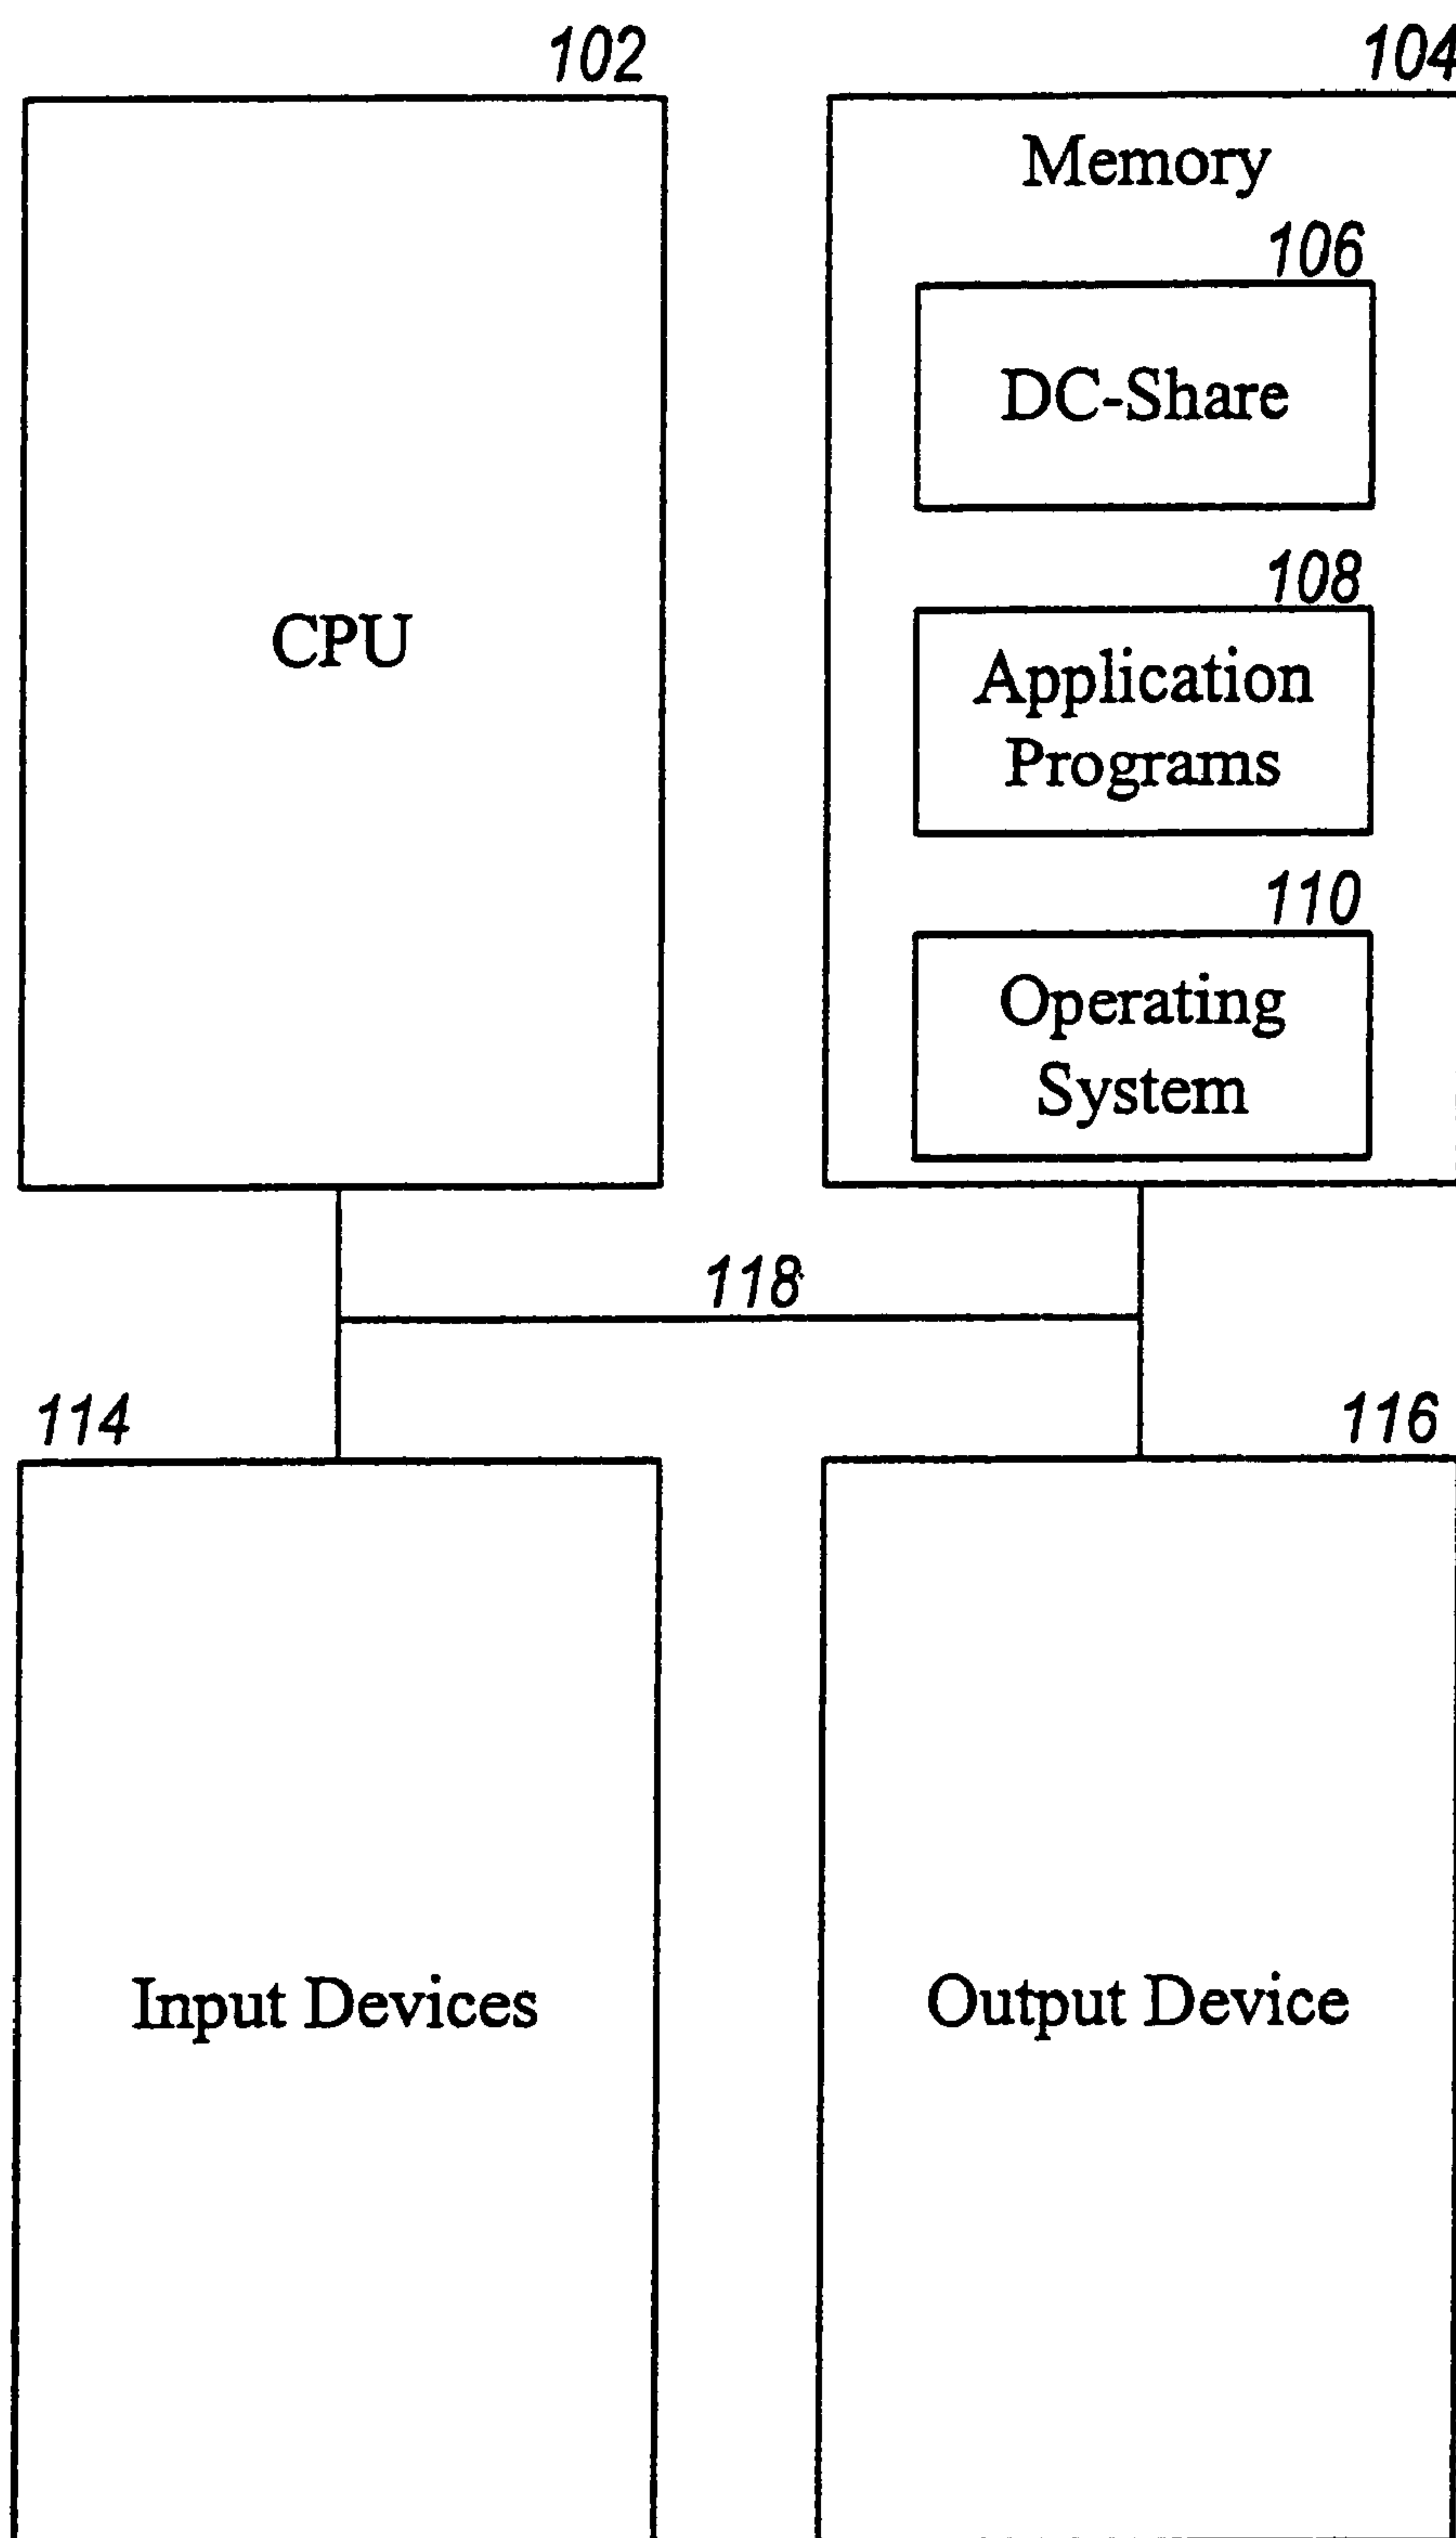 102
104
Memory
106
DC-Share
108
CPU
Application
Programs
110
Operating
System
118
114
116
Input Devices
Output Device